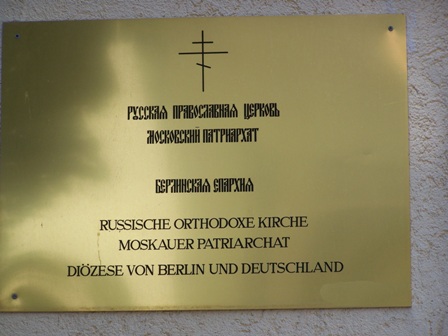 РУССКАЯ ПРАВОСЛАВНАЯ ЦЕРКОВЬ
МОСКОВСКИЙ ПАТРИАРХАТ
БЕРЛИНСКАЯ ЕПАРХИЯ
RUSSISCHE ORTHODOXE KIRCHE
MOSKAUER PATRIARCHAT
DIÖZESE VON BERLIN UND DEUTSCHLAND